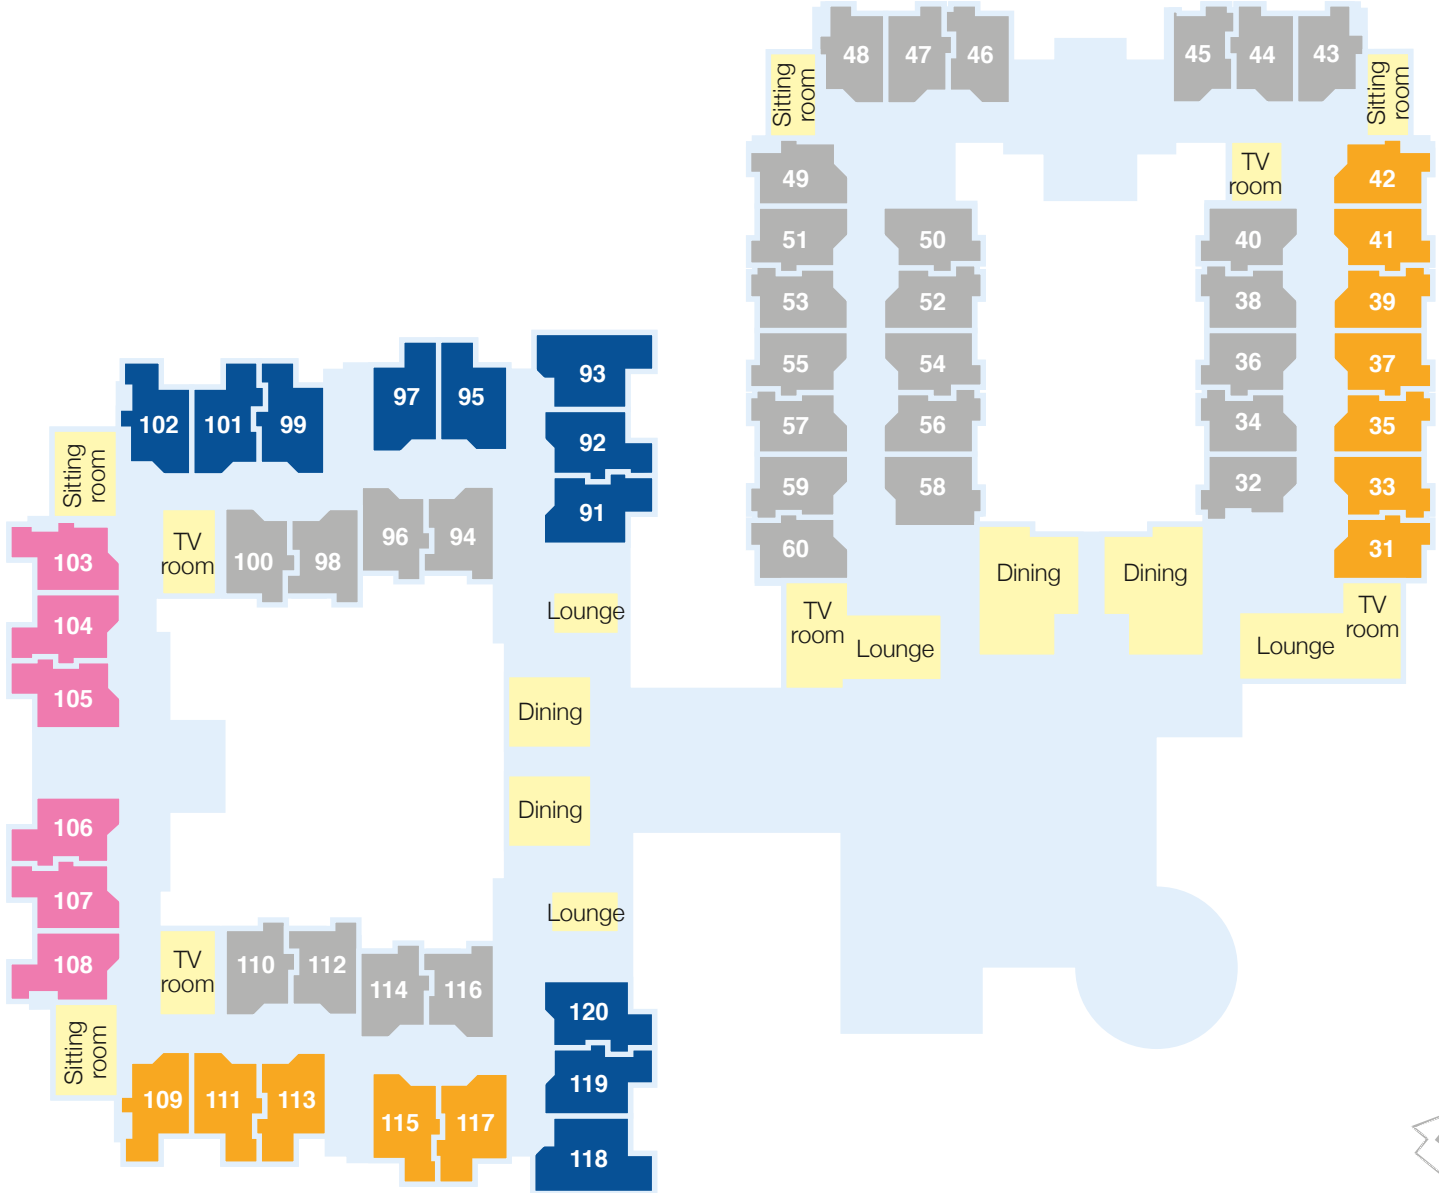 48 47 46
45 44 43
Sitting
room
Sitting
room
49
TV
room
42
51 50 40 41
53 52 38 39
55 54 36 37
57 56 34 35
59 58 32 33
60 31
Dining Dining
TV
room
Lounge
Lounge
TV
room
93
97 95
102 101 99
92
91
Sitting
room
TV
room
100 98
96 94
103
104
105
Lounge
Dining
Dining
Lounge
106
107
108
TV
room
110 112
114 116
Sitting
room
120
119
118
109 111 113
115 117